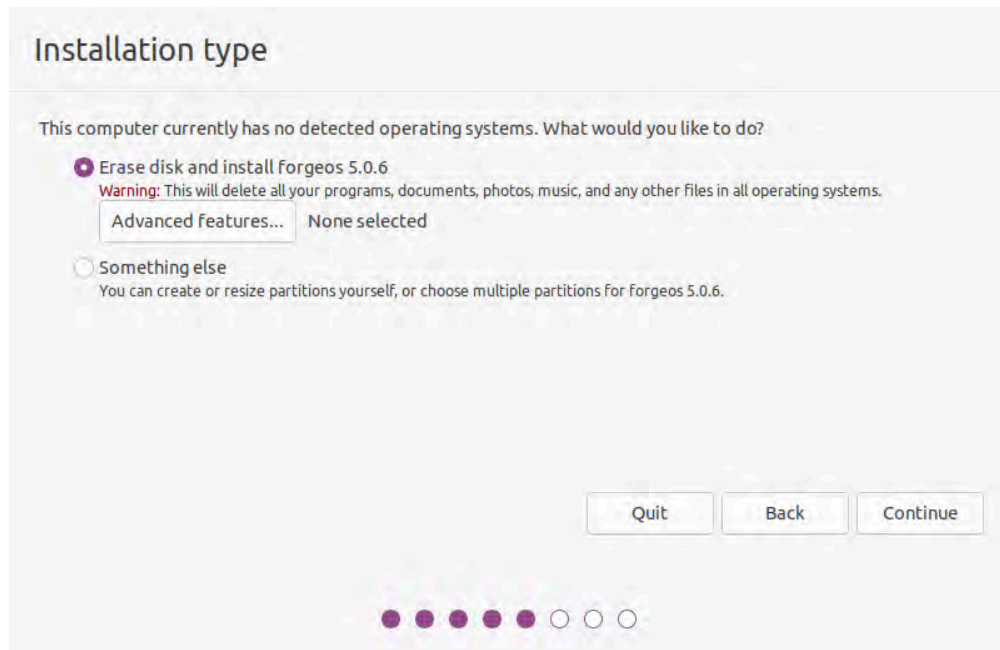 Installation type
This computer currently has no detected operating systems. What would you like to do?
Erase disk and install forgeos 5.0.6
Warning: This will delete all your programs, documents, photos, music, and any other files in all operating systems.
Advanced features... None selected
Something else
You can create or resize partitions yourself, or choose multiple partitions for forgeos 5.0.6.
Quit Back Continue